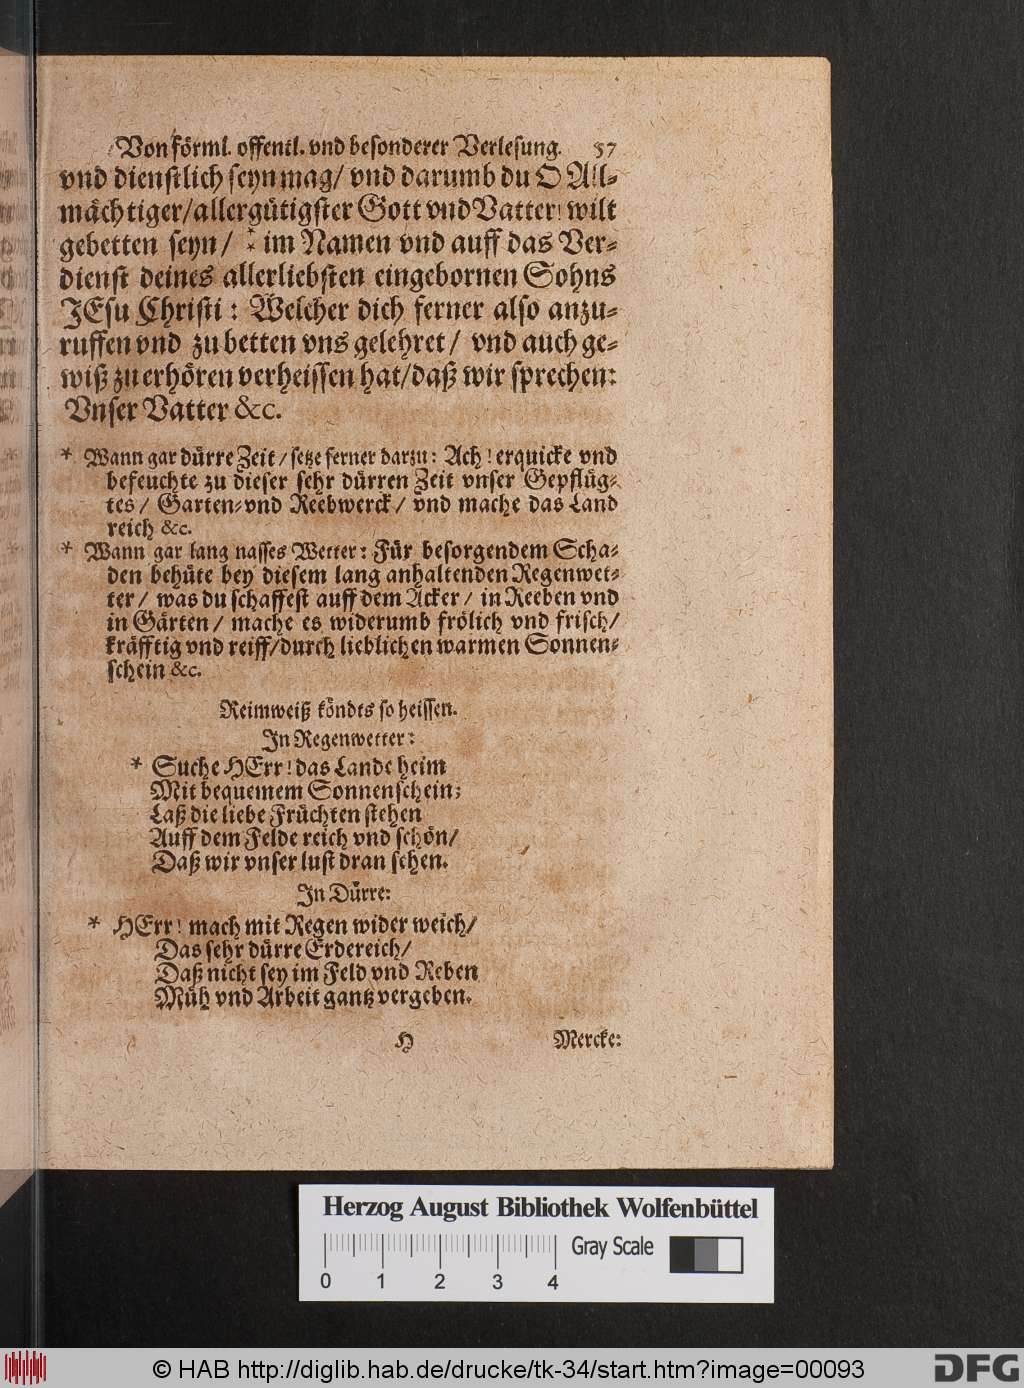 Von förml. offentl. vnd besonderer Verlesung. 57
vnd dienstlich seyn mag/ vnd darumb du O All-
mächtiger/allergütigster Gott vnd Vatter! wilt
gebetten seyn/ ** im Namen vnd auff das Ver-
dienst deines allerliebsten eingebornen Sohns
JEsu Christi: Welcher dich ferner also anzu-
ruffen vnd zu betten vns gelehret/ vnd auch ge-
wiß zu erhören verheissen hat/daß wir sprechen:
Vnser Vatter &c.
* Wann gar dürre Zeit/ setze ferner darzu: Ach! erquicke vnd
befeuchte zu dieser sehr dürren Zeit vnser Gepflüg-
tes/ Garten-vnd Reebwerck/ vnd mache das Land
reich &c.
* Wann gar lang nasses Wetter: Für besorgendem Scha-
den behüte bey diesem lang anhaltenden Regenwet-
ter/ was du schaffest auff dem Acker/ in Reeben vnd
in Gärten/ mache es widerumb frölich vnd frisch/
kräfftig vnd reiff/durch lieblichen warmen Sonnen-
schein &c.
Reimweiß köndts so heissen.
In Regenwetter:
* Suche HErr! das Lande heim
Mit bequemem Sonnenschein;
Laß die liebe Früchten stehen
Auff dem Felde reich vnd schön/
Daß wir vnser lust dran sehen.
In Dürre:
* HErr! mach mit Regen wider weich/
Das sehr dürre Erdereich/
Daß nicht sey im Feld vnd Reben
Müh vnd Arbeit gantz vergeben.
H Mercke:
Herzog August Bibliothek Wolfenbüttel
Gray Scale
0 1 2 3 4
© HAB http://diglib.hab.de/drucke/tk-34/start.htm?image=00093
DFG